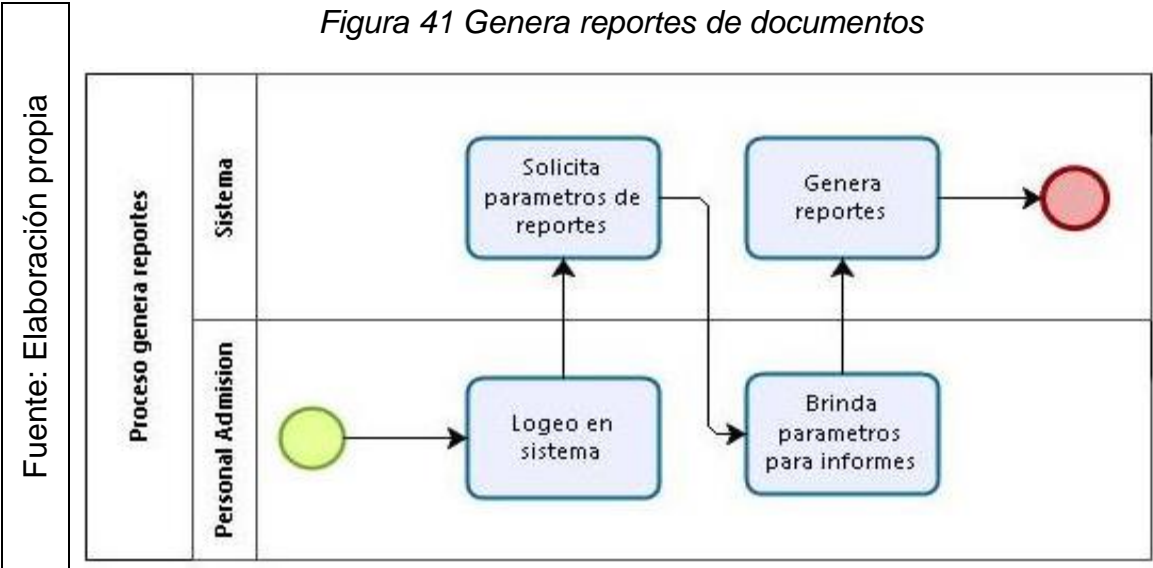 Figura 41 Genera reportes de documentos
Fuente: Elaboración propia
Proceso genera reportes
Sistema
Solicita
parametros de
reportes
Genera
reportes
Personal Admision
Logeo en
sistema
Brinda
parametros
para informes